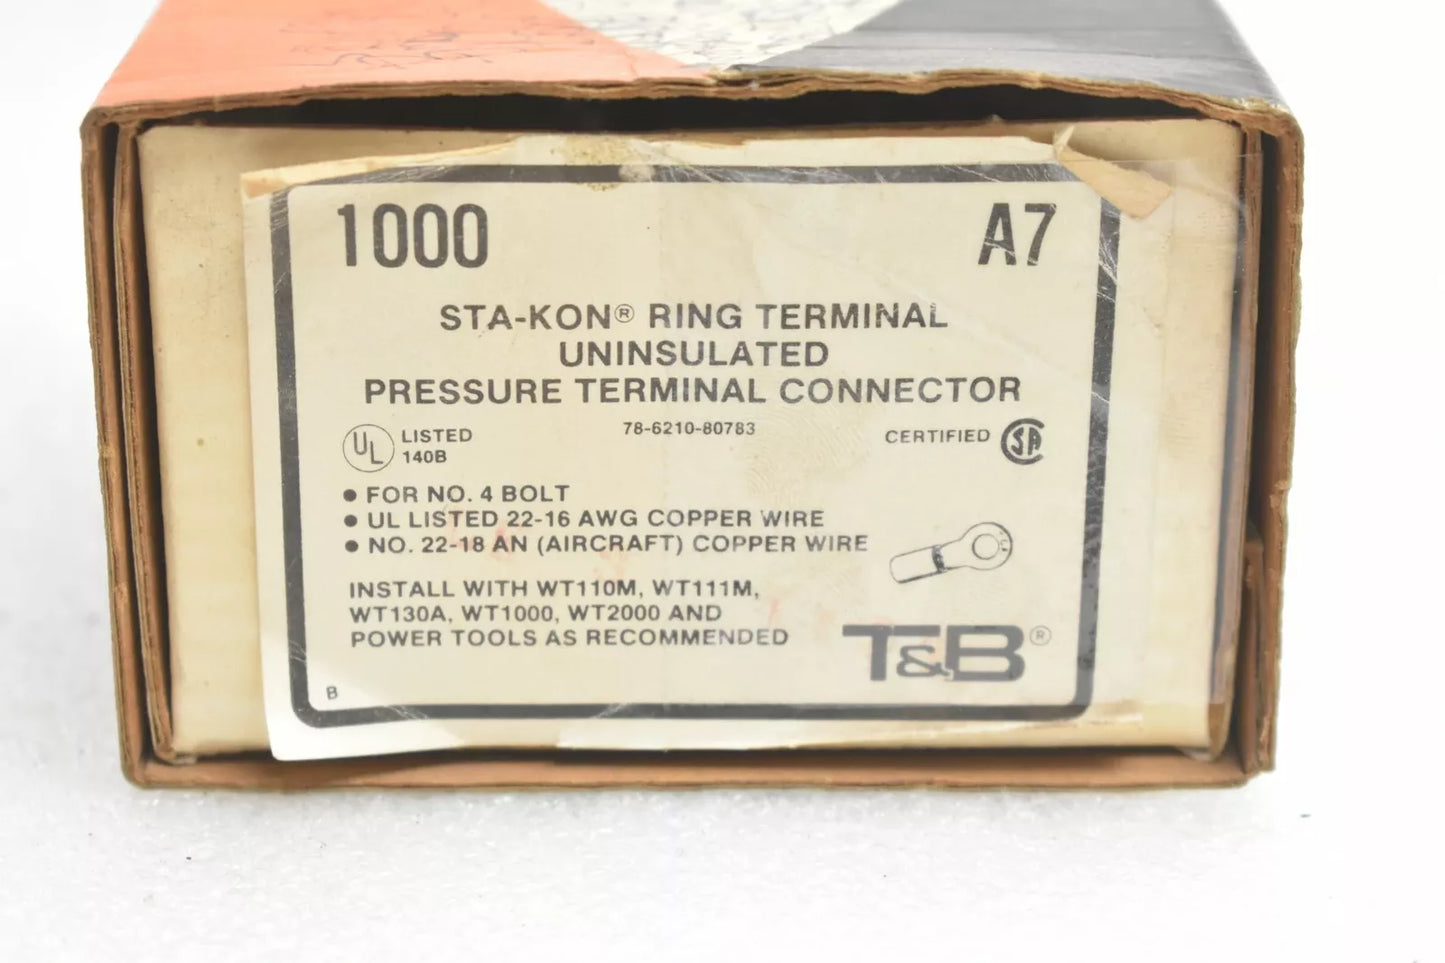 1000 A7
STA-KON® RING TERMINAL
UNINSULATED
PRESSURE TERMINAL CONNECTOR
UL LISTED 140B 78-6210-80783 CERTIFIED SA
• FOR NO. 4 BOLT
• UL LISTED 22-16 AWG COPPER WIRE
• NO. 22-18 AN (AIRCRAFT) COPPER WIRE
INSTALL WITH WT110M, WT111M,
WT130A, WT1000, WT2000 AND
POWER TOOLS AS RECOMMENDED
T&B®
B